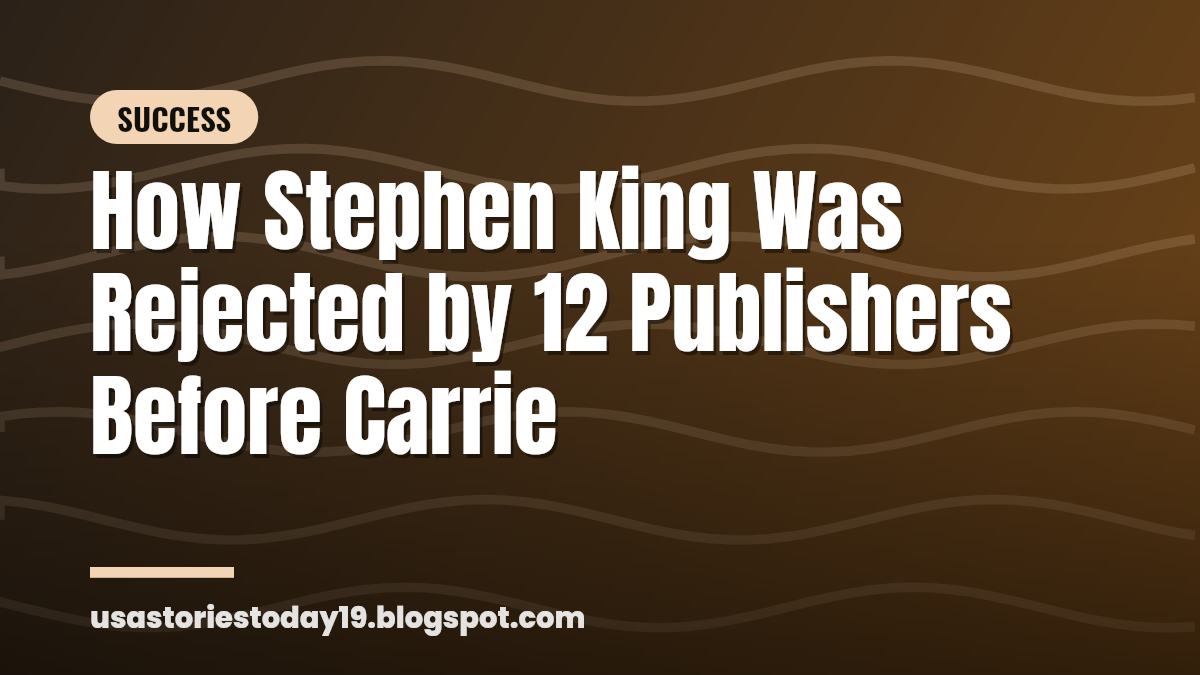 SUCCESS
How Stephen King Was
Rejected by 12 Publishers
Before Carrie
usastoriestoday19.blogspot.com